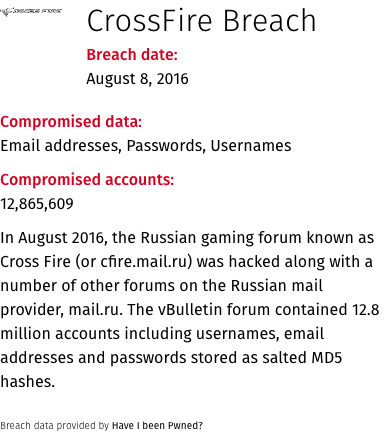 CROSS FIRE
CrossFire Breach
Breach date:
August 8, 2016
Compromised data:
Email addresses, Passwords, Usernames
Compromised accounts:
12,865,609
In August 2016, the Russian gaming forum known as
Cross Fire (or cfire.mail.ru) was hacked along with a
number of other forums on the Russian mail
provider, mail.ru. The vBulletin forum contained 12.8
million accounts including usernames, email
addresses and passwords stored as salted MD5
hashes.
Breach data provided by Have I been Pwned?